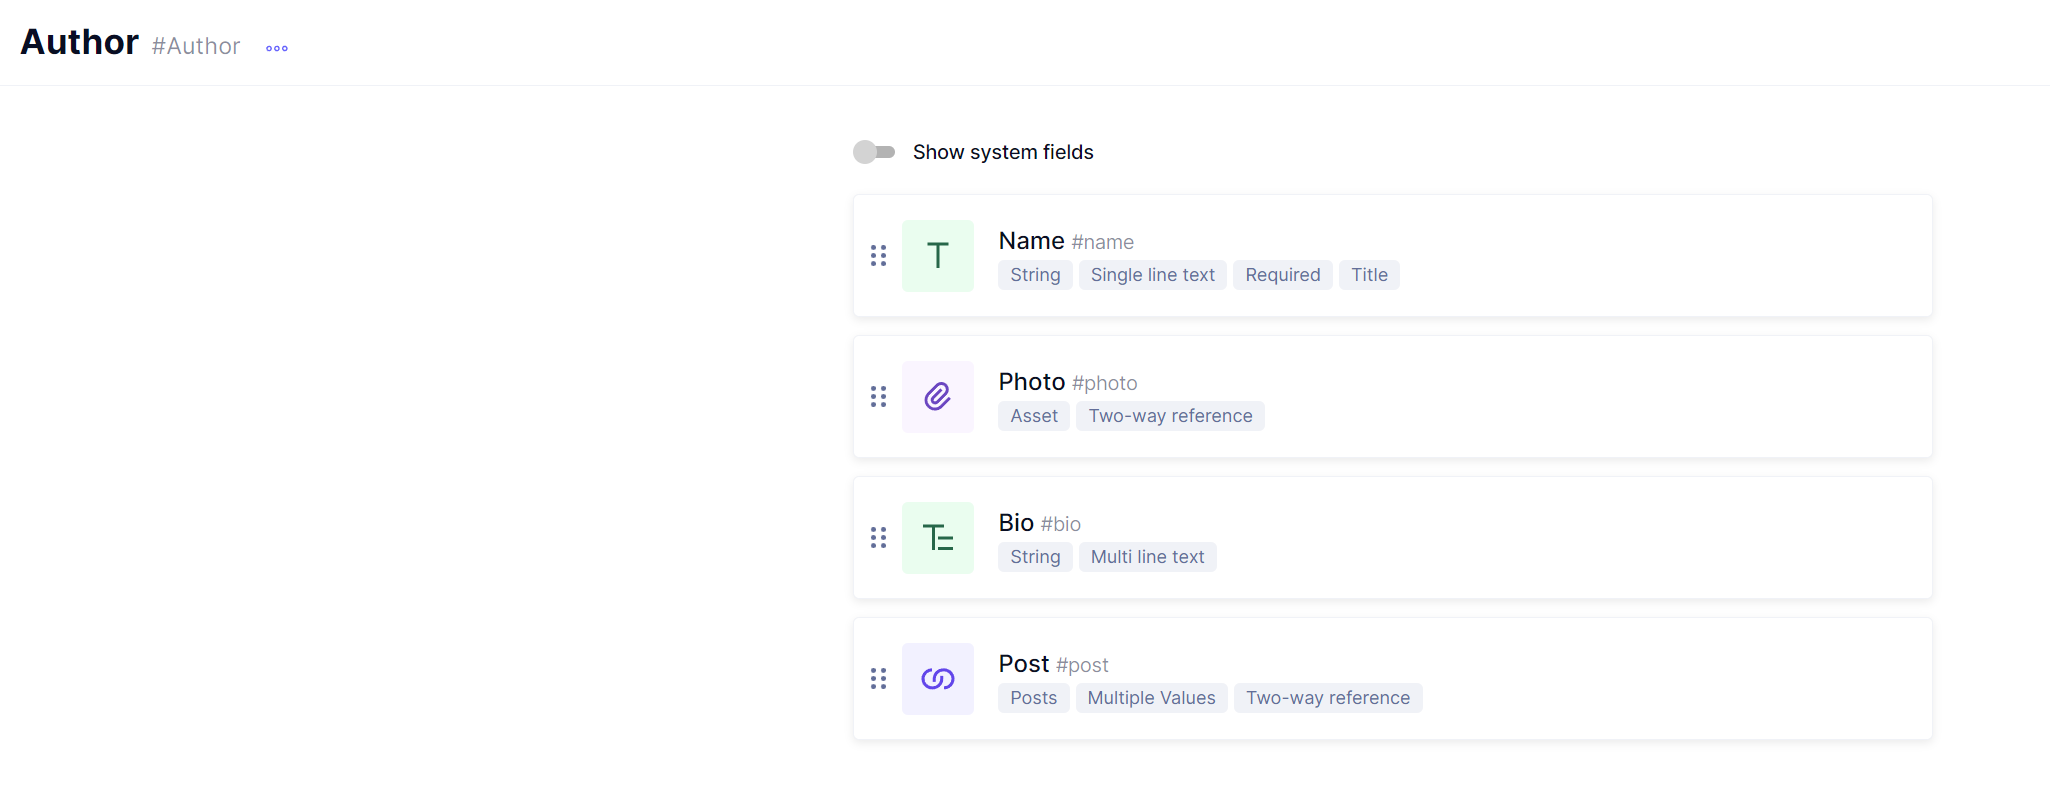 Author #Author
Show system fields
Name #name
String Single line text Required Title
Photo #photo
Asset Two-way reference
Bio #bio
String Multi line text
Post #post
Posts Multiple Values Two-way reference